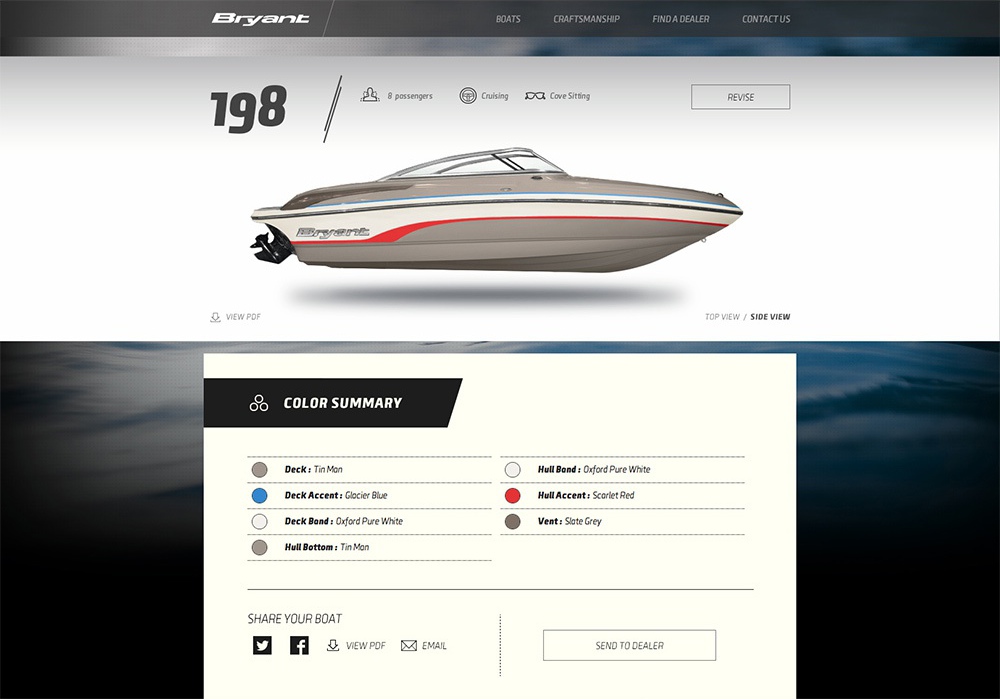 Bryant
BOATS CRAFTSMANSHIP FIND A DEALER CONTACT US
198
8 passengers Cruising Cove Sitting
REVISE
Bryant
VIEW PDF
TOP VIEW / SIDE VIEW
COLOR SUMMARY
Deck : Tin Man
Deck Accent : Glacier Blue
Deck Band : Oxford Pure White
Hull Bottom : Tin Man
Hull Band : Oxford Pure White
Hull Accent : Scarlet Red
Vent : Slate Grey
SHARE YOUR BOAT
VIEW PDF EMAIL
SEND TO DEALER